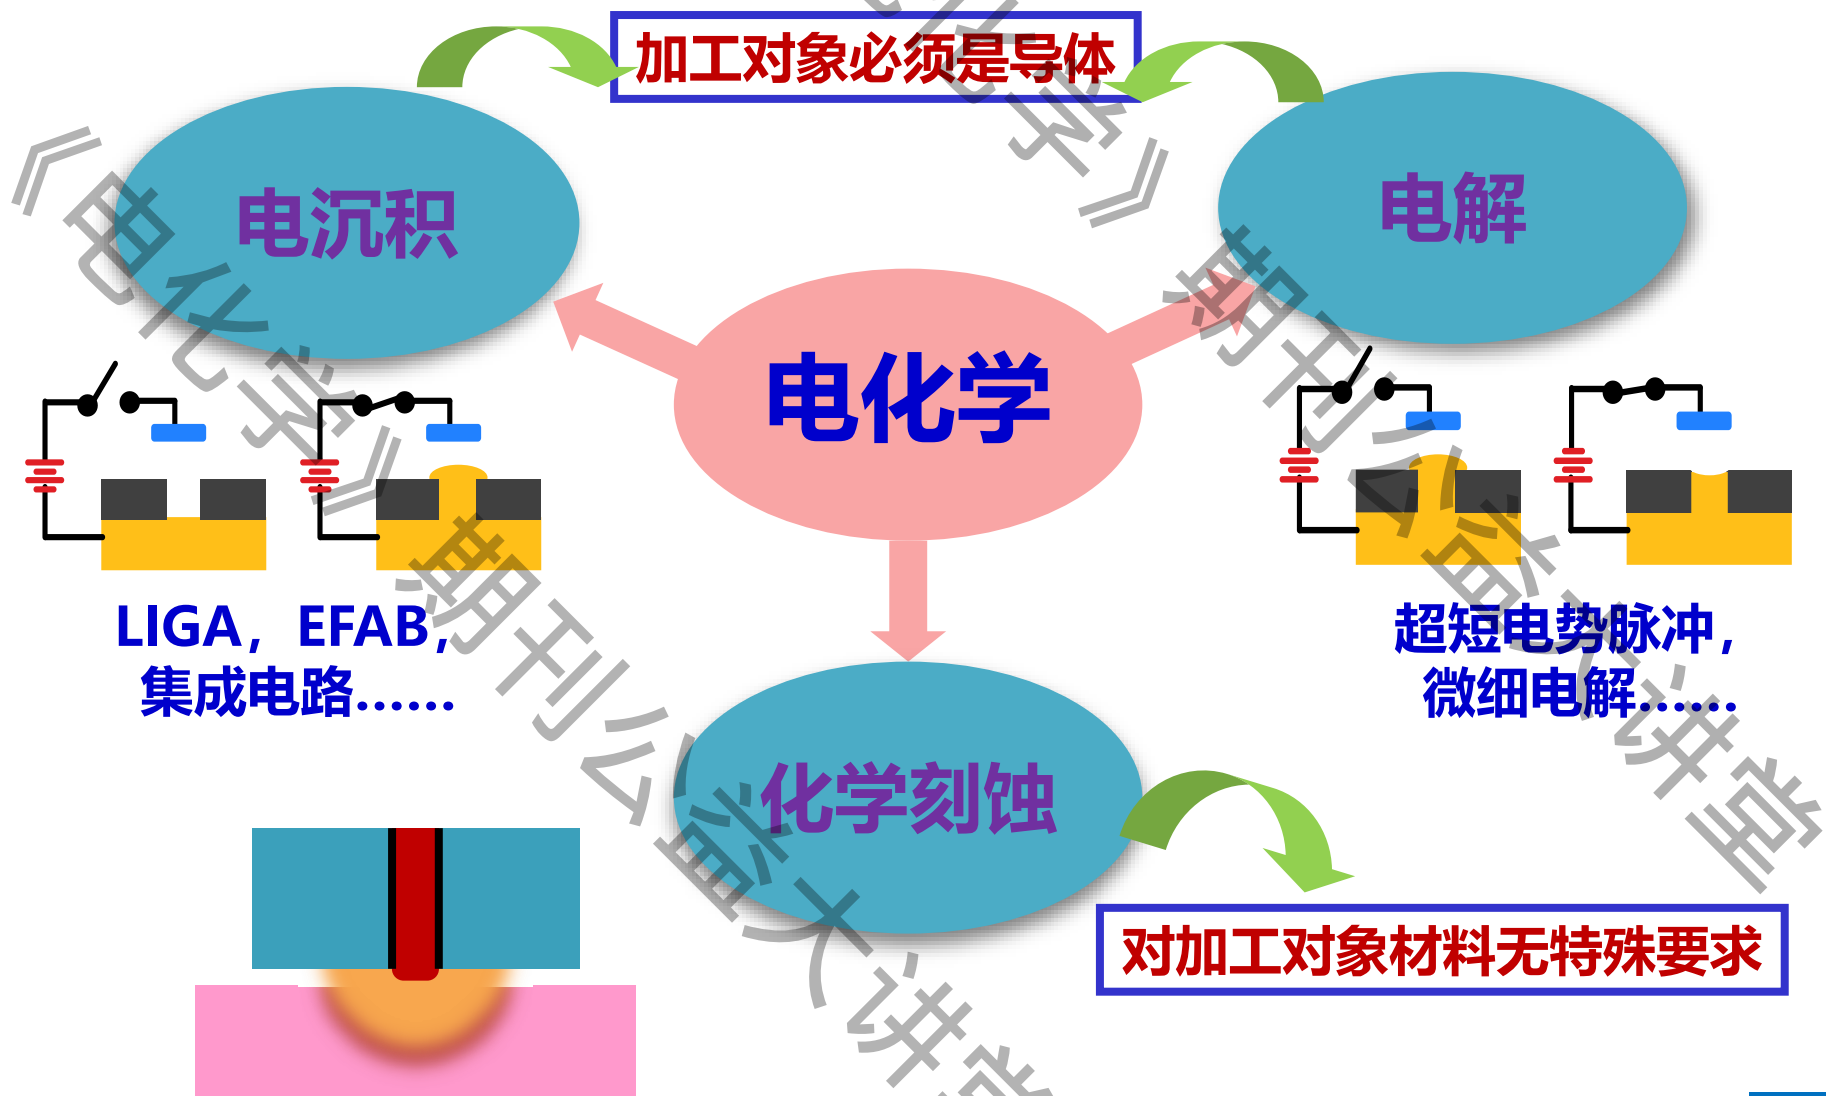 加工对象必须是导体
电沉积
电解
电化学
LIGA，EFAB，
集成电路……
超短电势脉冲，
微细电解……
化学刻蚀
对加工对象材料无特殊要求
《电化学》期刊公益大讲堂
电化学》期刊公益大讲堂